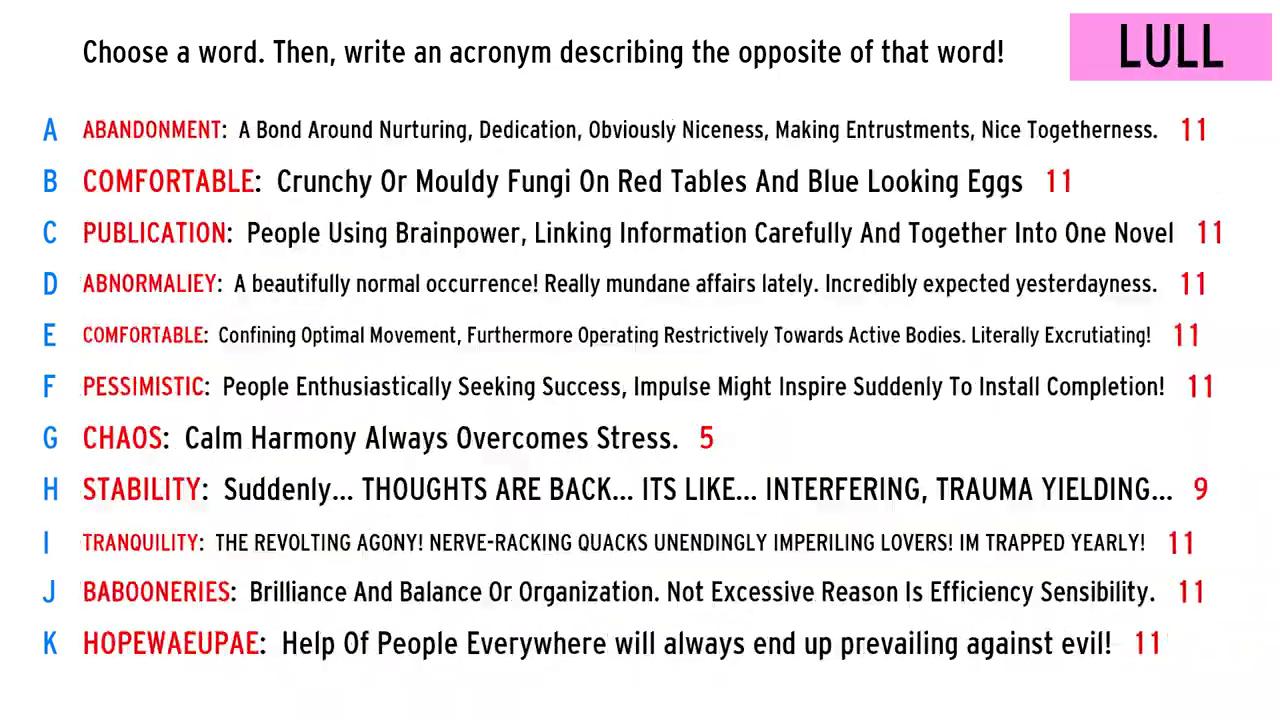 Choose a word. Then, write an acronym describing the opposite of that word!
LULL
A ABANDONMENT: A Bond Around Nurturing, Dedication, Obviously Niceness, Making Entrustments, Nice Togetherness. 11
B COMFORTABLE: Crunchy Or Mouldy Fungi On Red Tables And Blue Looking Eggs 11
C PUBLICATION: People Using Brainpower, Linking Information Carefully And Together Into One Novel 11
D ABNORMALIEY: A beautifully normal occurrence! Really mundane affairs lately. Incredibly expected yesterdayness. 11
E COMFORTABLE: Confining Optimal Movement, Furthermore Operating Restrictively Towards Active Bodies. Literally Excrutiating! 11
F PESSIMISTIC: People Enthusiastically Seeking Success, Impulse Might Inspire Suddenly To Install Completion! 11
G CHAOS: Calm Harmony Always Overcomes Stress. 5
H STABILITY: Suddenly... THOUGHTS ARE BACK... ITS LIKE... INTERFERING, TRAUMA YIELDING... 9
I TRANQUILITY: THE REVOLTING AGONY! NERVE-RACKING QUACKS UNENDINGLY IMPERILING LOVERS! IM TRAPPED YEARLY! 11
J BABOONERIES: Brilliance And Balance Or Organization. Not Excessive Reason Is Efficiency Sensibility. 11
K HOPEWAEUPAE: Help Of People Everywhere will always end up prevailing against evil! 11